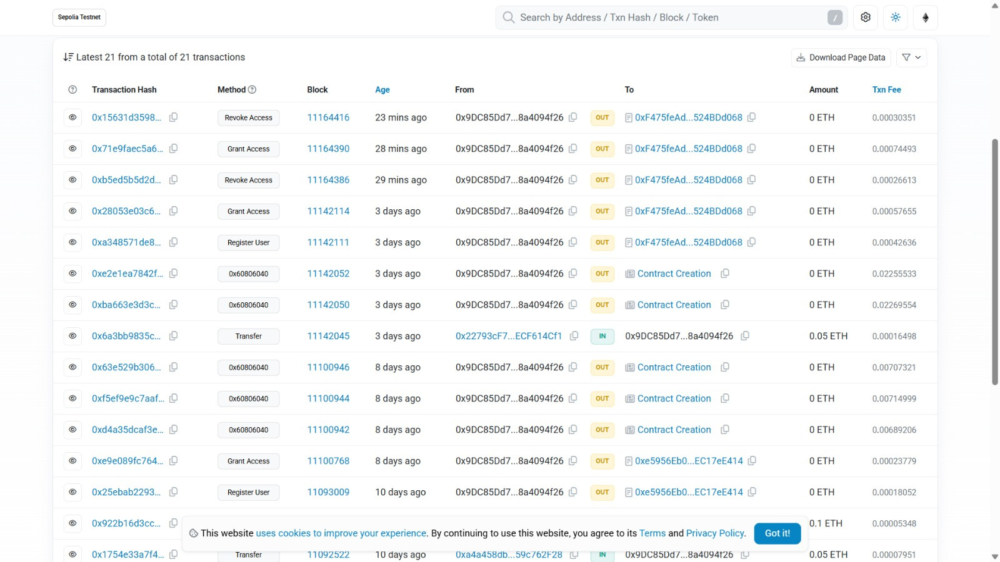 Sepolia Testnet
Search by Address / Txn Hash / Block / Token /
Latest 21 from a total of 21 transactions
Download Page Data
Transaction Hash Method Block Age From To Amount Txn Fee
0x15631d3598... Revoke Access 11164416 23 mins ago 0x9DC85Dd7...8a4094f26 OUT 0xF475feAd...524BDd068 0 ETH 0.00030351
0x71e9faec5a6... Grant Access 11164390 28 mins ago 0x9DC85Dd7...8a4094f26 OUT 0xF475feAd...524BDd068 0 ETH 0.00074493
0xb5ed5b5d2d... Revoke Access 11164386 29 mins ago 0x9DC85Dd7...8a4094f26 OUT 0xF475feAd...524BDd068 0 ETH 0.00026613
0x28053e03c6... Grant Access 11142114 3 days ago 0x9DC85Dd7...8a4094f26 OUT 0xF475feAd...524BDd068 0 ETH 0.00057655
0xa348571de8... Register User 11142111 3 days ago 0x9DC85Dd7...8a4094f26 OUT 0xF475feAd...524BDd068 0 ETH 0.00042636
0xe2e1ea7842f... 0x60806040 11142052 3 days ago 0x9DC85Dd7...8a4094f26 OUT Contract Creation 0 ETH 0.02255533
0xba663e3d3c... 0x60806040 11142050 3 days ago 0x9DC85Dd7...8a4094f26 OUT Contract Creation 0 ETH 0.02269554
0x6a3bb9835c... Transfer 11142045 3 days ago 0x22793cF7...ECF614Cf1 IN 0x9DC85Dd7...8a4094f26 0.05 ETH 0.00016498
0x63e529b306... 0x60806040 11100946 8 days ago 0x9DC85Dd7...8a4094f26 OUT Contract Creation 0 ETH 0.00707321
0xf5ef9e9c7aaf... 0x60806040 11100944 8 days ago 0x9DC85Dd7...8a4094f26 OUT Contract Creation 0 ETH 0.00714999
0xd4a35dcaf3e... 0x60806040 11100942 8 days ago 0x9DC85Dd7...8a4094f26 OUT Contract Creation 0 ETH 0.00689206
0xe9e089fc764... Grant Access 11100768 8 days ago 0x9DC85Dd7...8a4094f26 OUT 0xe5956Eb0...EC17eE414 0 ETH 0.00023779
0x25ebab2293... Register User 11093009 10 days ago 0x9DC85Dd7...8a4094f26 OUT 0xe5956Eb0...EC17eE414 0 ETH 0.00018052
0x922b16d3cc... 0.1 ETH 0.00005348
This website uses cookies to improve your experience. By continuing to use this website, you agree to its Terms and Privacy Policy. Got it!
0x1754e33a7f4... Transfer 11092522 10 days ago 0xa4a458db...59c762F28 IN 0x9DC85Dd7...8a4094f26 0.05 ETH 0.00007951